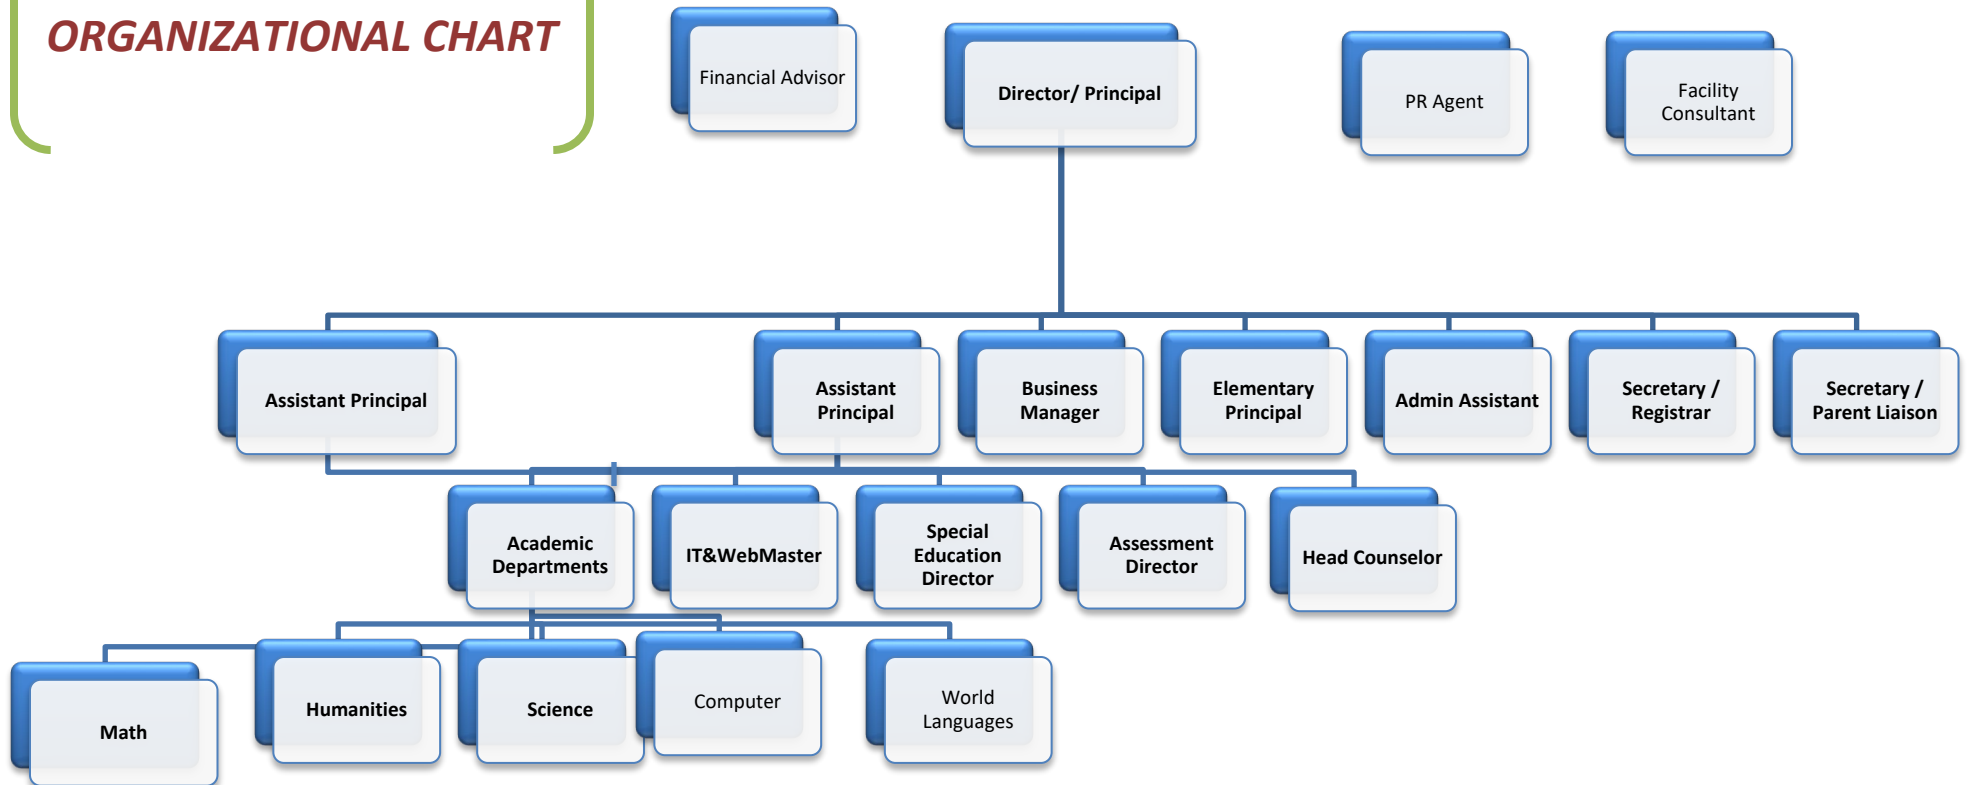 ORGANIZATIONAL CHART
Financial Advisor
Director/ Principal
PR Agent
Facility
Consultant
Assistant Principal
Assistant
Principal
Business
Manager
Elementary
Principal
Admin Assistant
Secretary /
Registrar
Secretary /
Parent Liaison
Academic
Departments
IT&WebMaster
Special
Education
Director
Assessment
Director
Head Counselor
Math
Humanities
Science
Computer
World
Languages